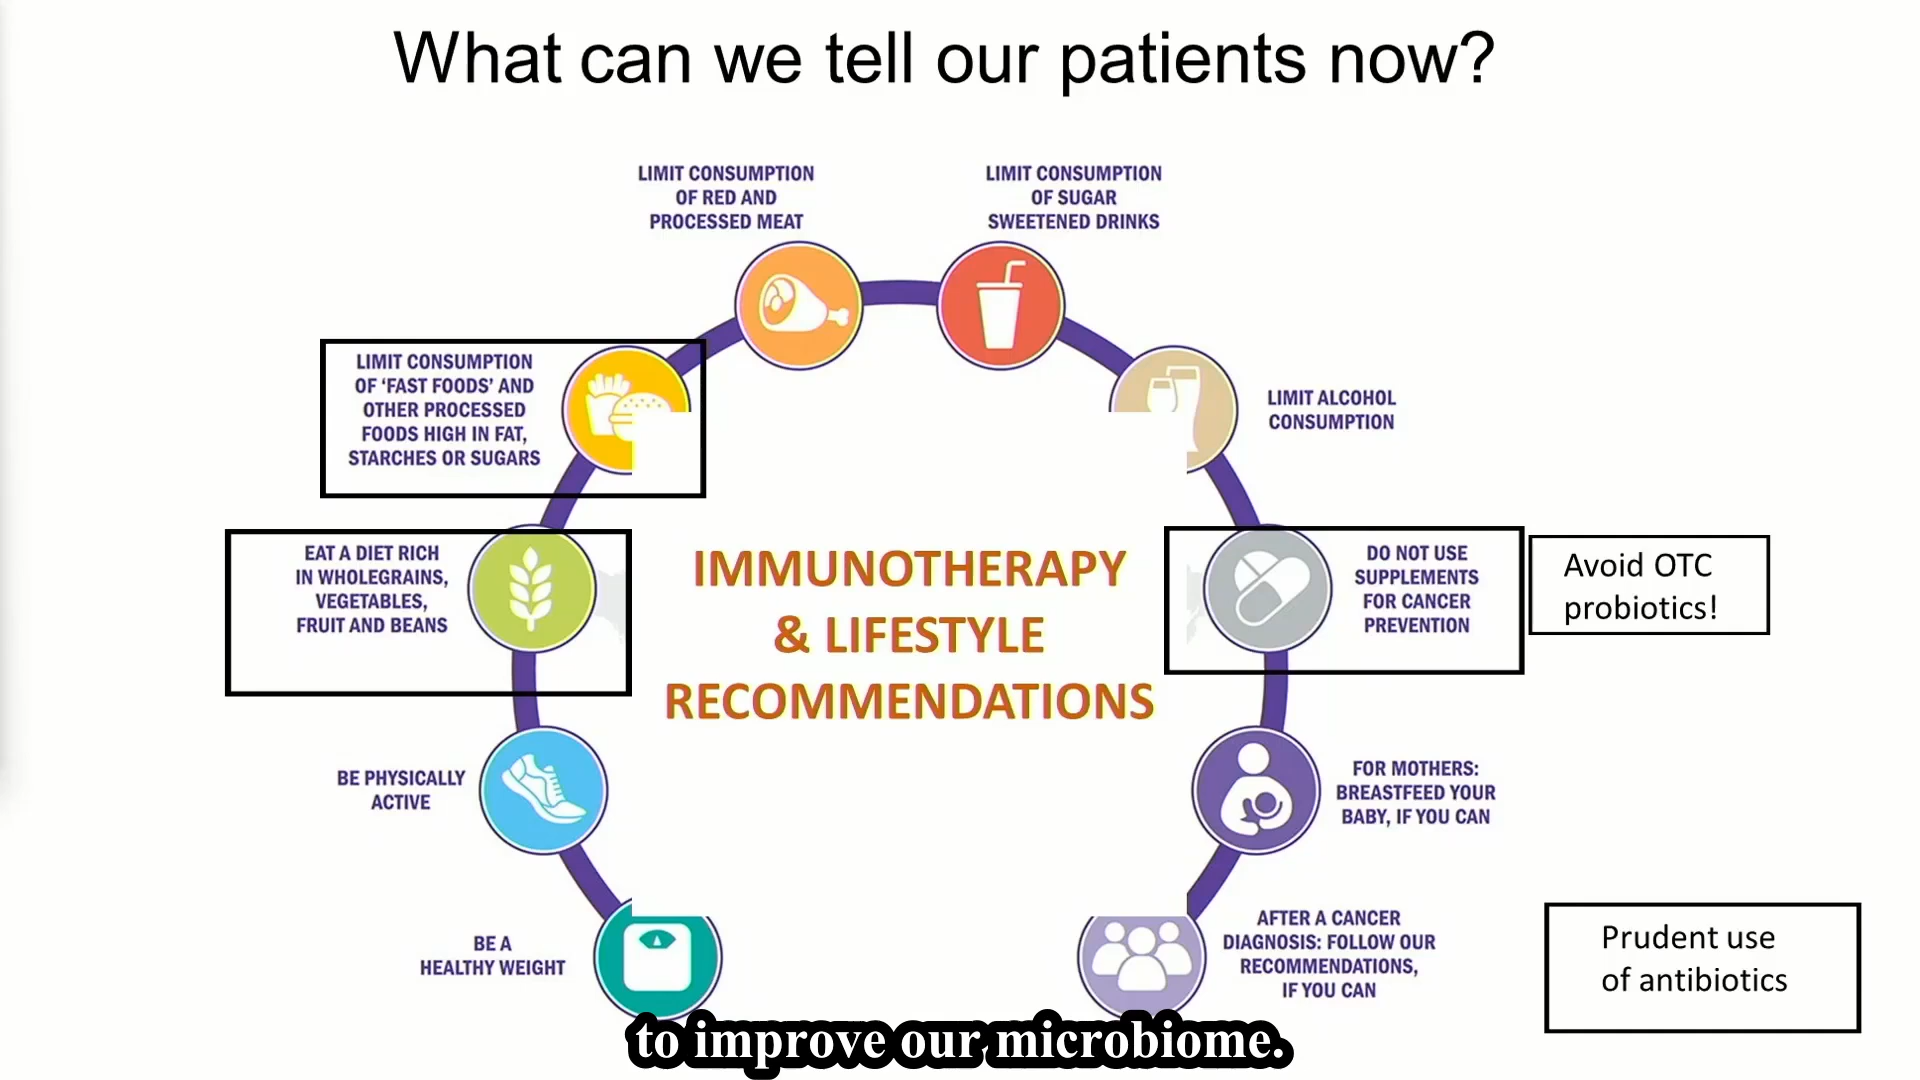 What can we tell our patients now?
LIMIT CONSUMPTION
OF RED AND
PROCESSED MEAT
LIMIT CONSUMPTION
OF SUGAR
SWEETENED DRINKS
LIMIT CONSUMPTION
OF ‘FAST FOODS’ AND
OTHER PROCESSED
FOODS HIGH IN FAT,
STARCHES OR SUGARS
LIMIT ALCOHOL
CONSUMPTION
EAT A DIET RICH
IN WHOLEGRAINS,
VEGETABLES,
FRUIT AND BEANS
IMMUNOTHERAPY
& LIFESTYLE
RECOMMENDATIONS
DO NOT USE
SUPPLEMENTS
FOR CANCER
PREVENTION
Avoid OTC
probiotics!
BE PHYSICALLY
ACTIVE
FOR MOTHERS:
BREASTFEED YOUR
BABY, IF YOU CAN
BE A
HEALTHY WEIGHT
AFTER A CANCER
DIAGNOSIS: FOLLOW OUR
RECOMMENDATIONS,
IF YOU CAN
Prudent use
of antibiotics
to improve our microbiome.